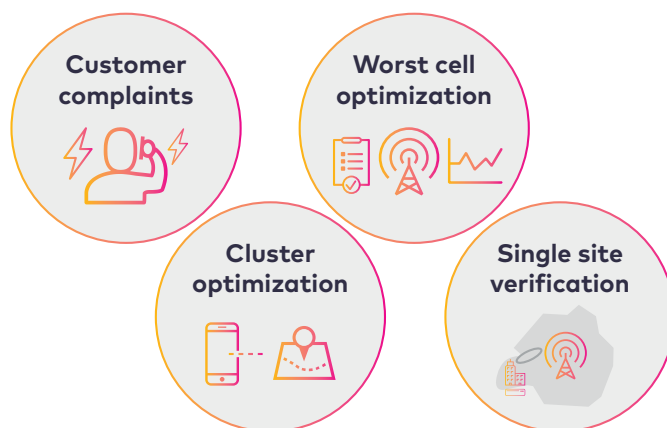 Customer
complaints
Worst cell
optimization
Cluster
optimization
Single site
verification